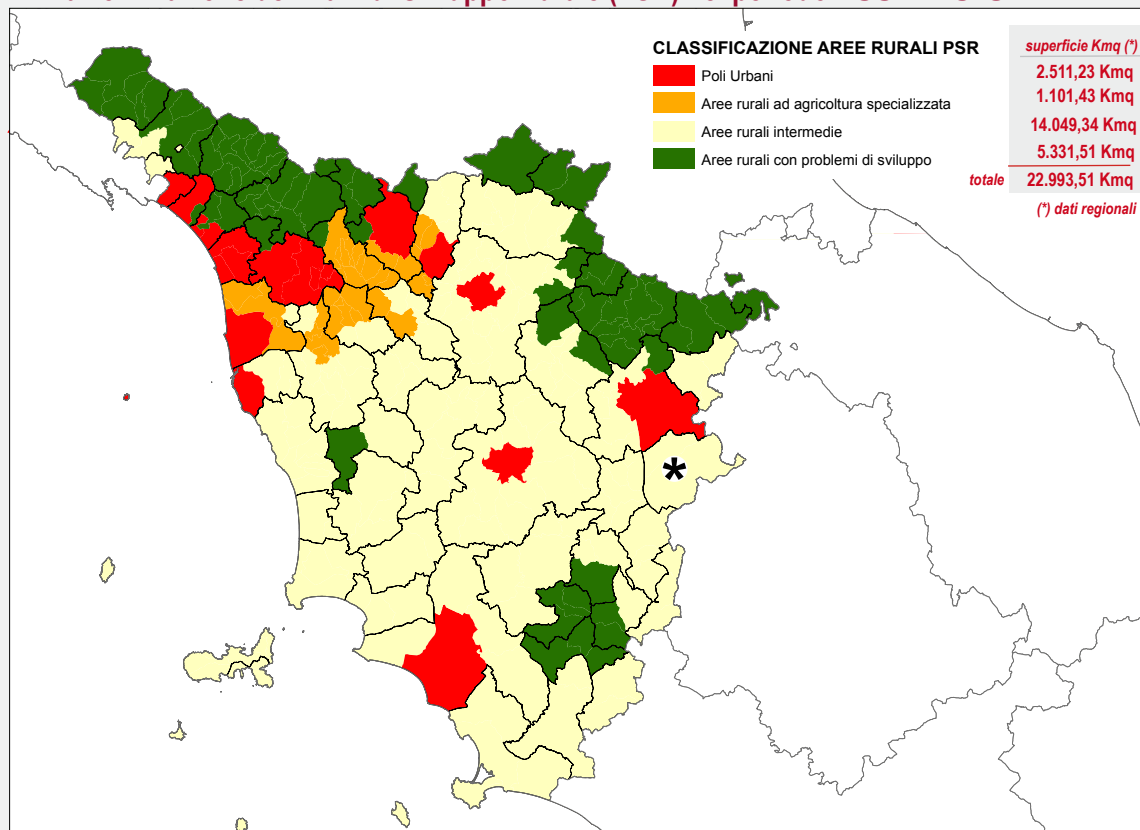 CLASSIFICAZIONE AREE RURALI PSR
superficie Kmq (*)
Poli Urbani
2.511,23 Kmq
Aree rurali ad agricoltura specializzata
1.101,43 Kmq
Aree rurali intermedie
14.049,34 Kmq
Aree rurali con problemi di sviluppo
5.331,51 Kmq
totale 22.993,51 Kmq
(*) dati regionali
*